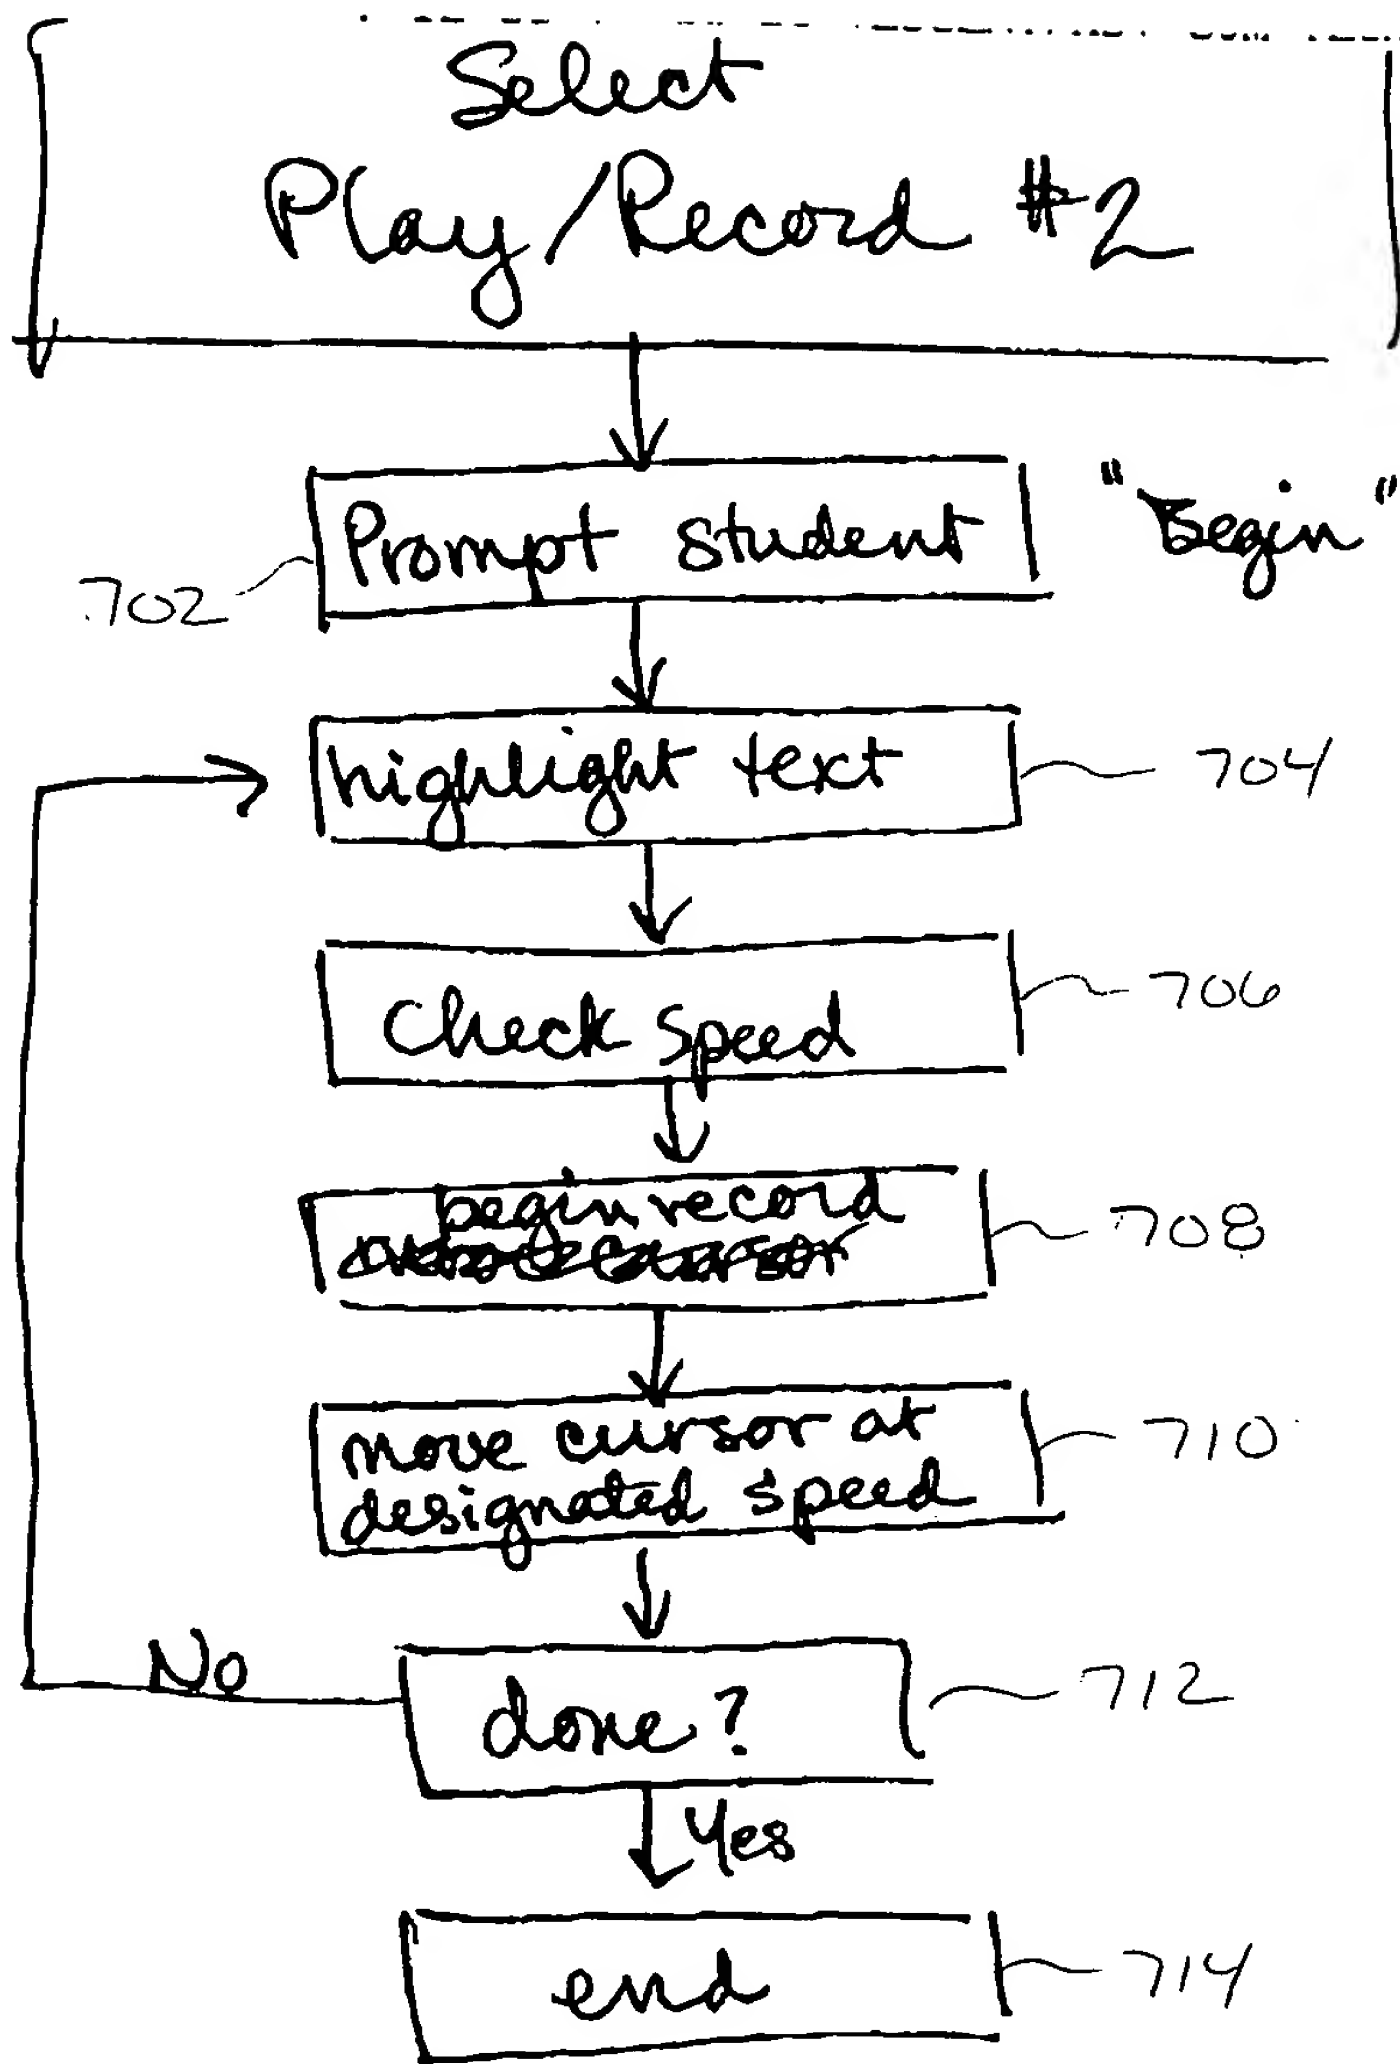 Select
Play/Record #2
Prompt student
"Begin"
702
highlight text
704
Check speed
706
begin record
708
move cursor at
designated speed
710
No
done?
712
Yes
end
714